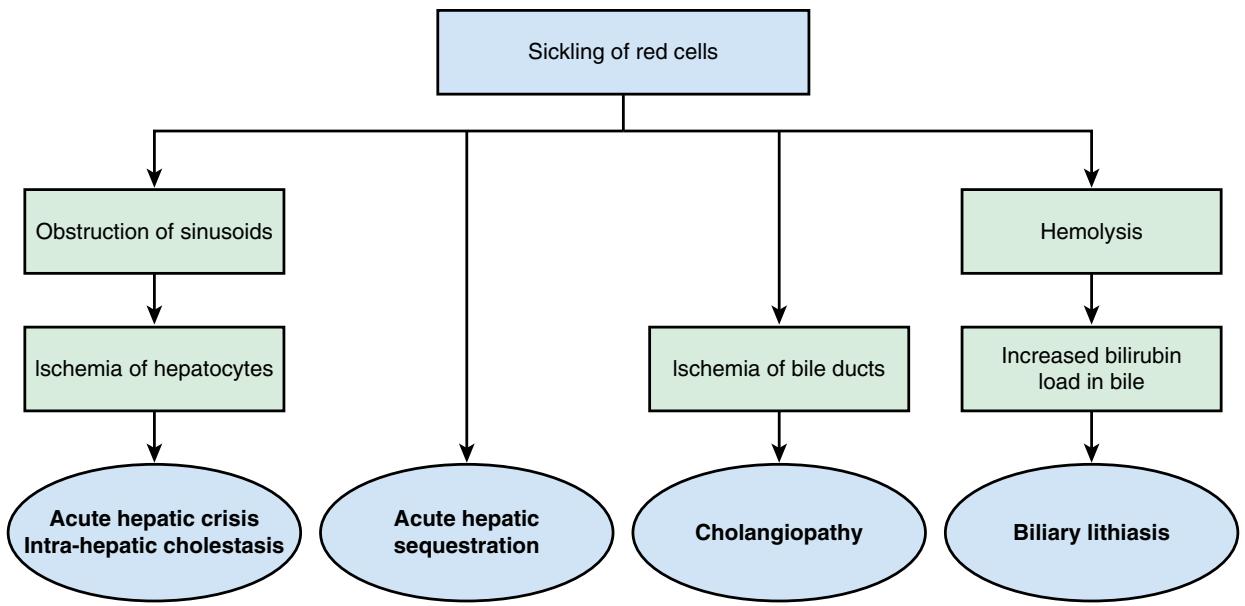 Sickling of red cells
Obstruction of sinusoids
Hemolysis
Ischemia of hepatocytes
Ischemia of bile ducts
Increased bilirubin
load in bile
Acute hepatic crisis
Intra-hepatic cholestasis
Acute hepatic
sequestration
Cholangiopathy
Biliary lithiasis